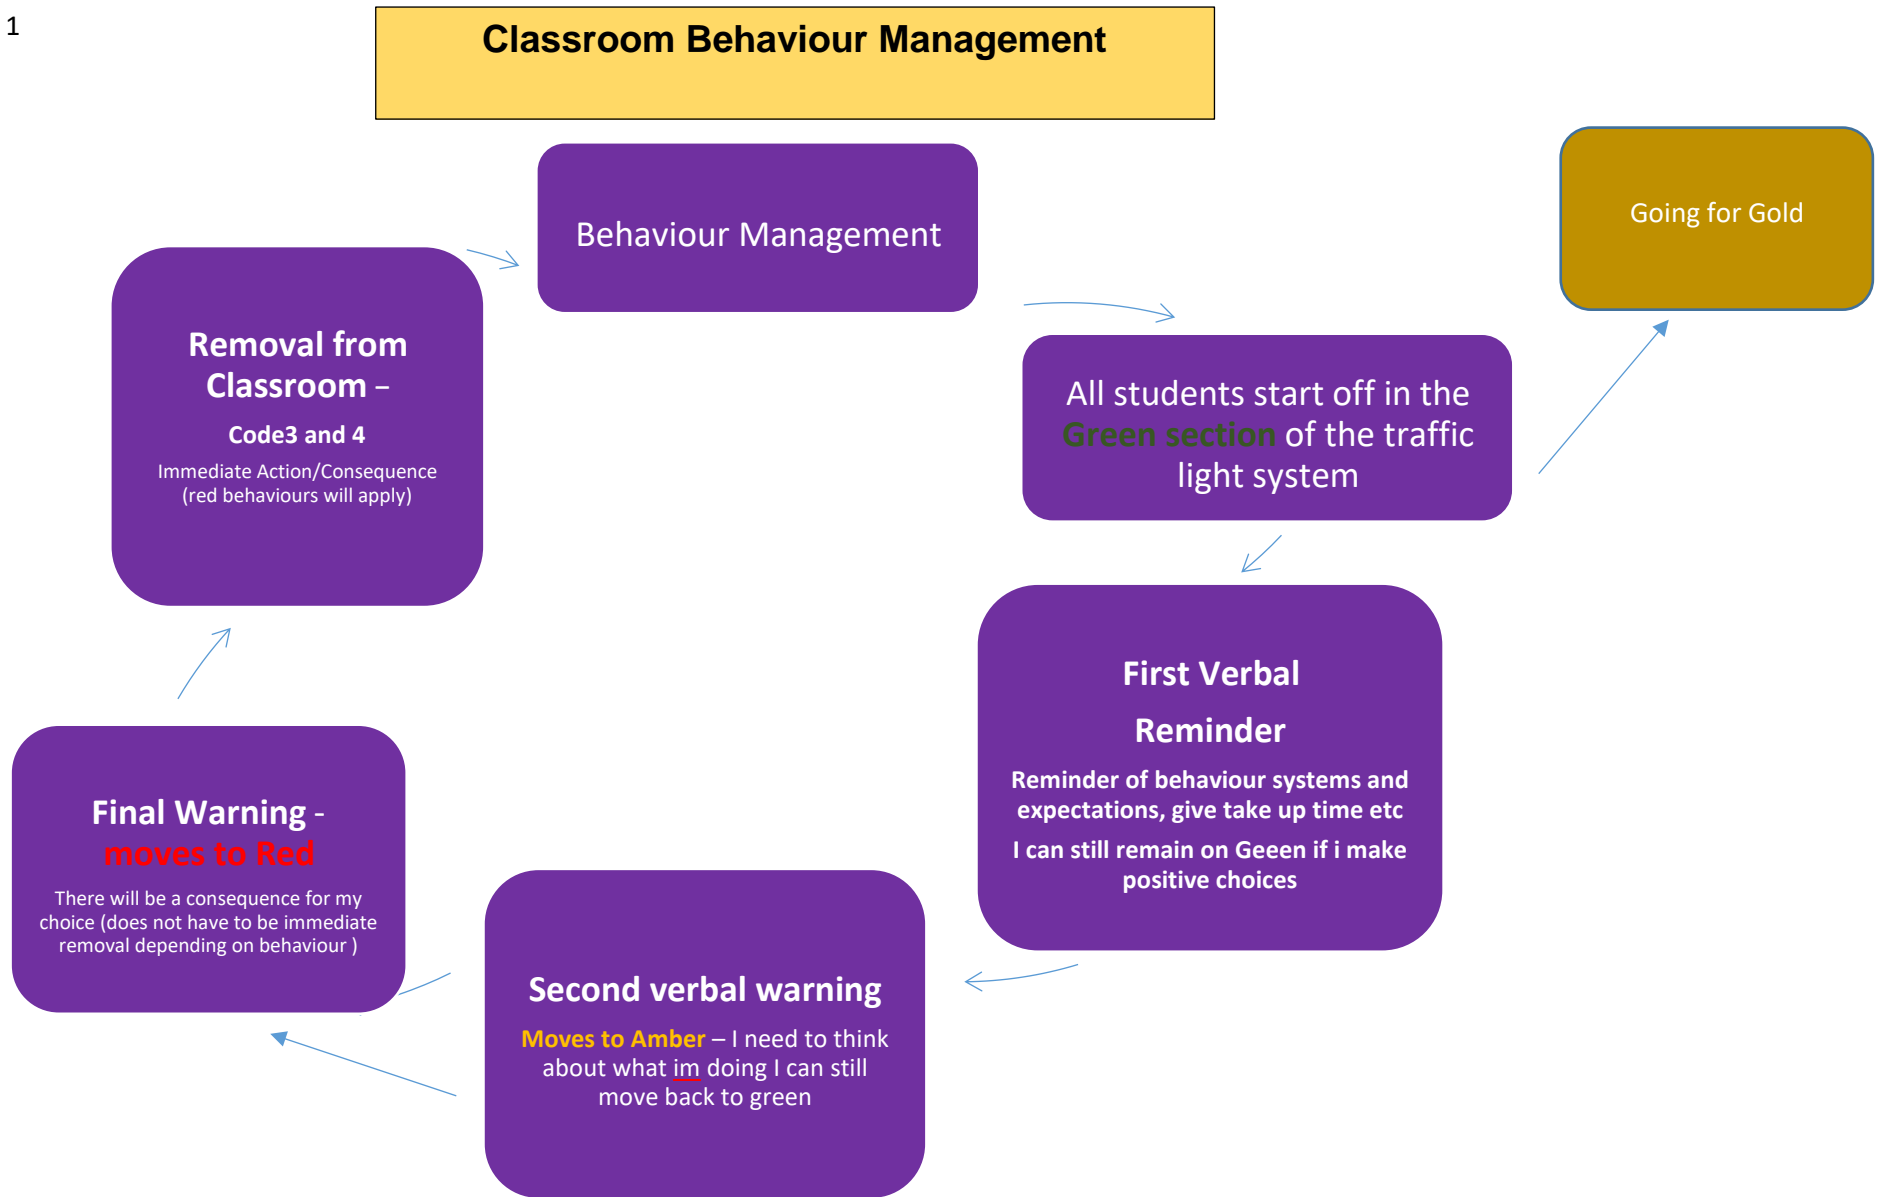 1
Classroom Behaviour Management
Behaviour Management
Going for Gold
All students start off in the
Green section of the traffic
light system
First Verbal
Reminder
Reminder of behaviour systems and
expectations, give take up time etc
I can still remain on Geeen if i make
positive choices
Second verbal warning
Moves to Amber – I need to think
about what im doing I can still
move back to green
Final Warning -
moves to Red
There will be a consequence for my
choice (does not have to be immediate
removal depending on behaviour )
Removal from
Classroom –
Code3 and 4
Immediate Action/Consequence
(red behaviours will apply)